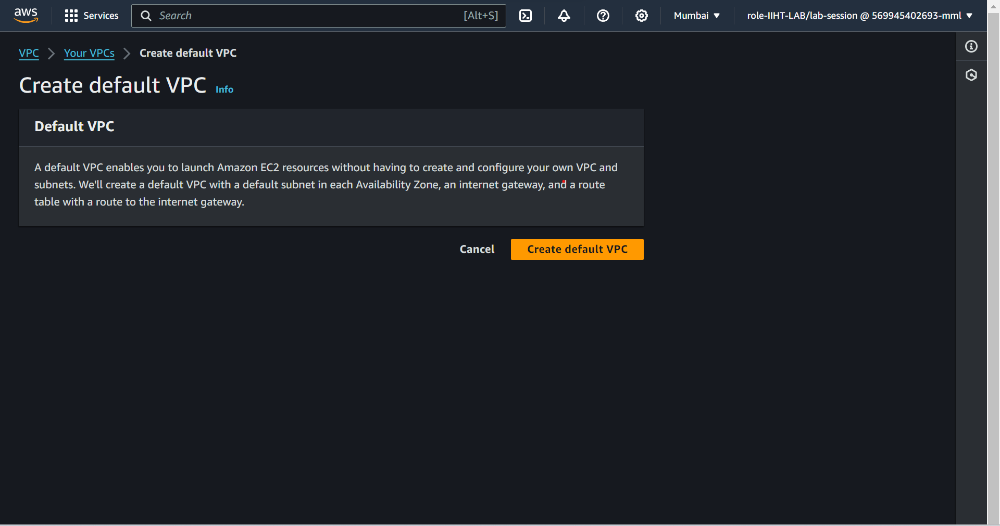 aws Services Search [Alt+S] Mumbai role-IIHT-LAB/lab-session @ 569945402693-mml
VPC Your VPCs Create default VPC
Create default VPC Info
Default VPC
A default VPC enables you to launch Amazon EC2 resources without having to create and configure your own VPC and
subnets. We'll create a default VPC with a default subnet in each Availability Zone, an internet gateway, and a route
table with a route to the internet gateway.
Cancel Create default VPC